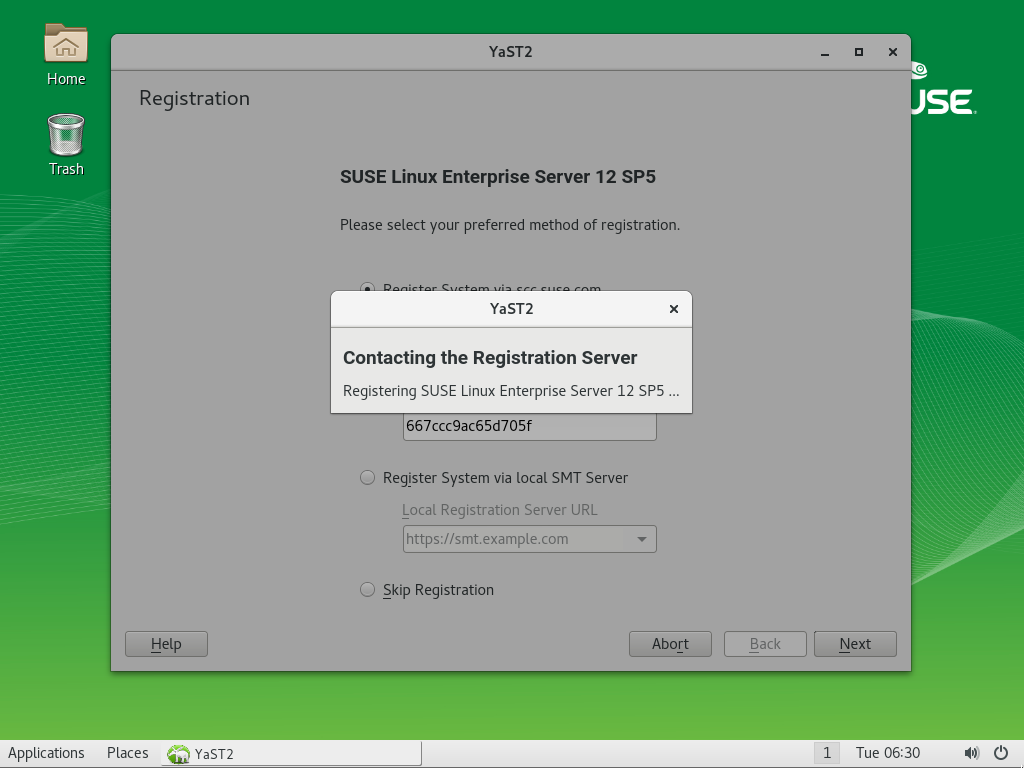 Home
Trash
YaST2
USE
Registration
SUSE Linux Enterprise Server 12 SP5
Please select your preferred method of registration.
Register System via scc.suse.com
YaST2
Contacting the Registration Server
Registering SUSE Linux Enterprise Server 12 SP5 ...
667ccc9ac65d705f
Register System via local SMT Server
Local Registration Server URL
https://smt.example.com
Skip Registration
Help
Abort
Back
Next
Applications
Places
YaST2
1
Tue 06:30